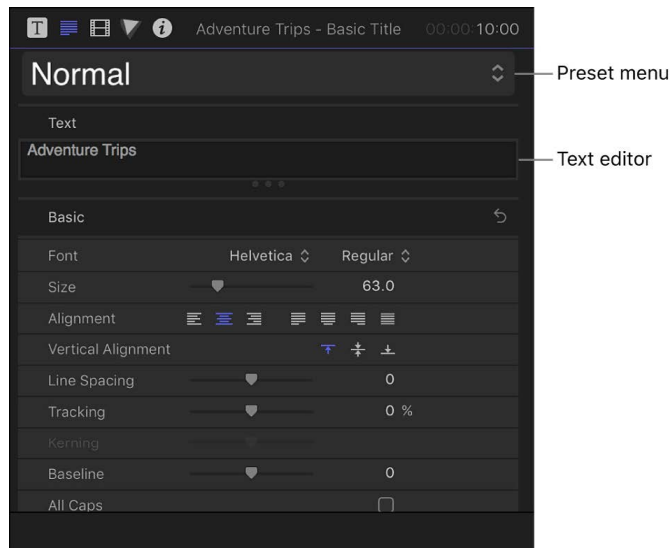 T i Adventure Trips - Basic Title 00:00:10:00
Normal
Preset menu
Text
Adventure Trips
Text editor
Basic
Font Helvetica Regular
Size 63.0
Alignment
Vertical Alignment
Line Spacing 0
Tracking 0 %
Kerning
Baseline 0
All Caps